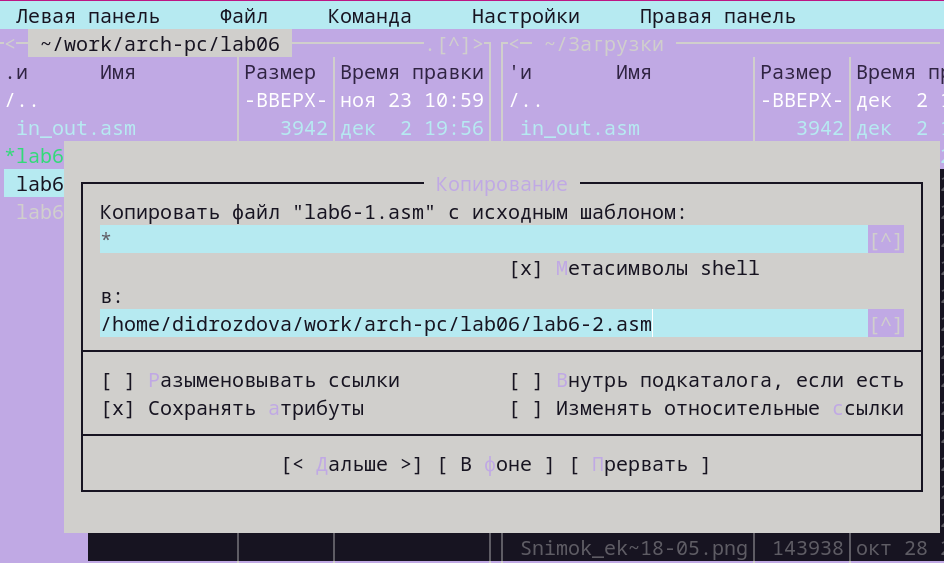 Левая панель Файл Команда Настройки Правая панель
<─ ~/work/arch-pc/lab06 ─.[^]>┐ ┌<─ ~/Загрузки
.и Имя Размер Время правки 'и Имя Размер Время пр
/.. -ВВЕРХ- ноя 23 10:59 /.. -ВВЕРХ- дек 2 1
in_out.asm 3942 дек 2 19:56 in_out.asm 3942 дек 2 1
*lab6
lab6
lab6
Копирование
Копировать файл "lab6-1.asm" с исходным шаблоном:
* [^]
[x] Метасимволы shell
в:
/home/didrozdova/work/arch-pc/lab06/lab6-2.asm [^]
[ ] Разыменовывать ссылки [ ] Внутрь подкаталога, если есть
[x] Сохранять атрибуты [ ] Изменять относительные ссылки
[< Дальше >] [ В фоне ] [ Прервать ]
Snimok_ek~18-05.png 143938 окт 28